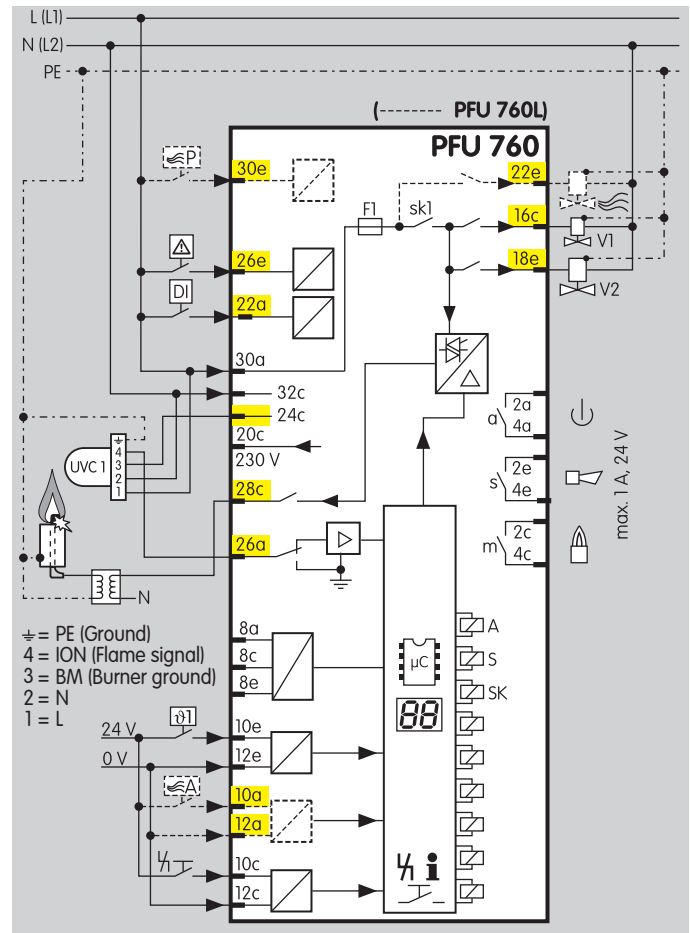 L (L1)
N (L2)
PE
(- - - - - - - PFU 760L)
PFU 760
P
30e
22e
F1
sk1
16c
V1
26e
18e
V2
DI
22a
30a
32c
24c
20c
230 V
4
3
2
1
UVC 1
28c
26a
N
a
2a
4a
s
2e
4e
m
2c
4c
max. 1 A, 24 V
= PE (Ground)
4 = ION (Flame signal)
3 = BM (Burner ground)
2 = N
1 = L
8a
8c
8e
µC
88
A
S
SK
24 V
0 V
ϑ1
10e
12e
A
10a
12a
10c
12c
i